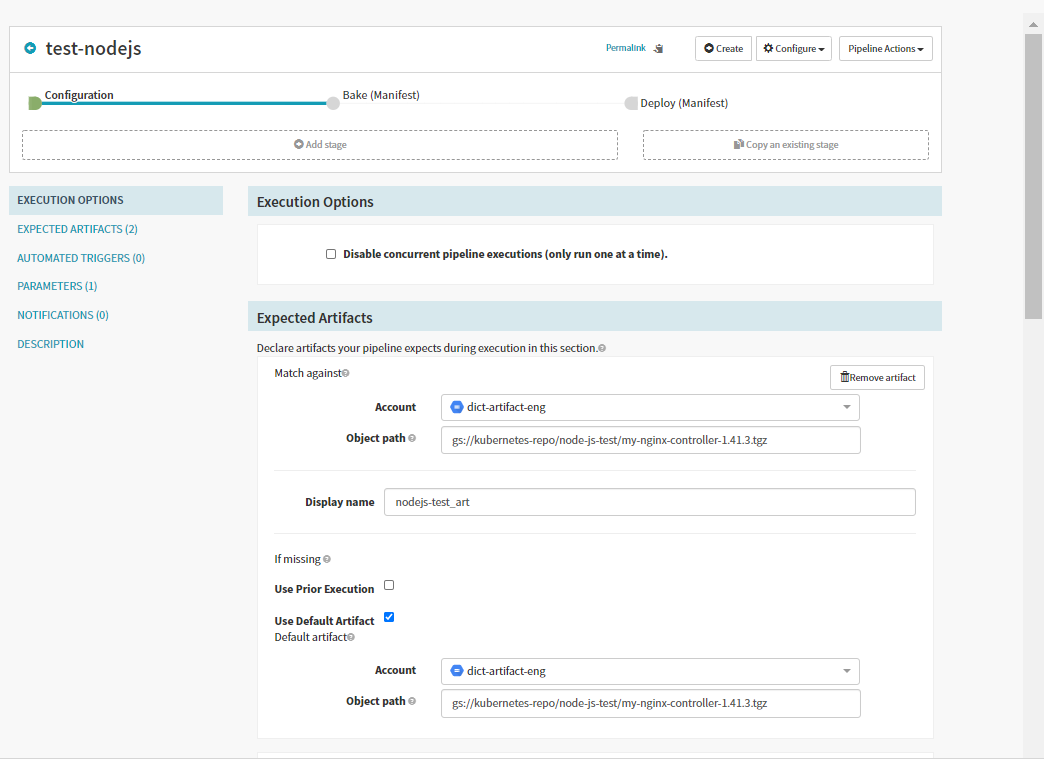 test-nodejs
Permalink
Create
Configure
Pipeline Actions
Configuration
Bake (Manifest)
Deploy (Manifest)
Add stage
Copy an existing stage
EXECUTION OPTIONS
EXPECTED ARTIFACTS (2)
AUTOMATED TRIGGERS (0)
PARAMETERS (1)
NOTIFICATIONS (0)
DESCRIPTION
Execution Options
Disable concurrent pipeline executions (only run one at a time).
Expected Artifacts
Declare artifacts your pipeline expects during execution in this section.
Match against
Remove artifact
Account
dict-artifact-eng
Object path
gs://kubernetes-repo/node-js-test/my-nginx-controller-1.41.3.tgz
Display name
nodejs-test_art
If missing
Use Prior Execution
Use Default Artifact
Default artifact
Account
dict-artifact-eng
Object path
gs://kubernetes-repo/node-js-test/my-nginx-controller-1.41.3.tgz